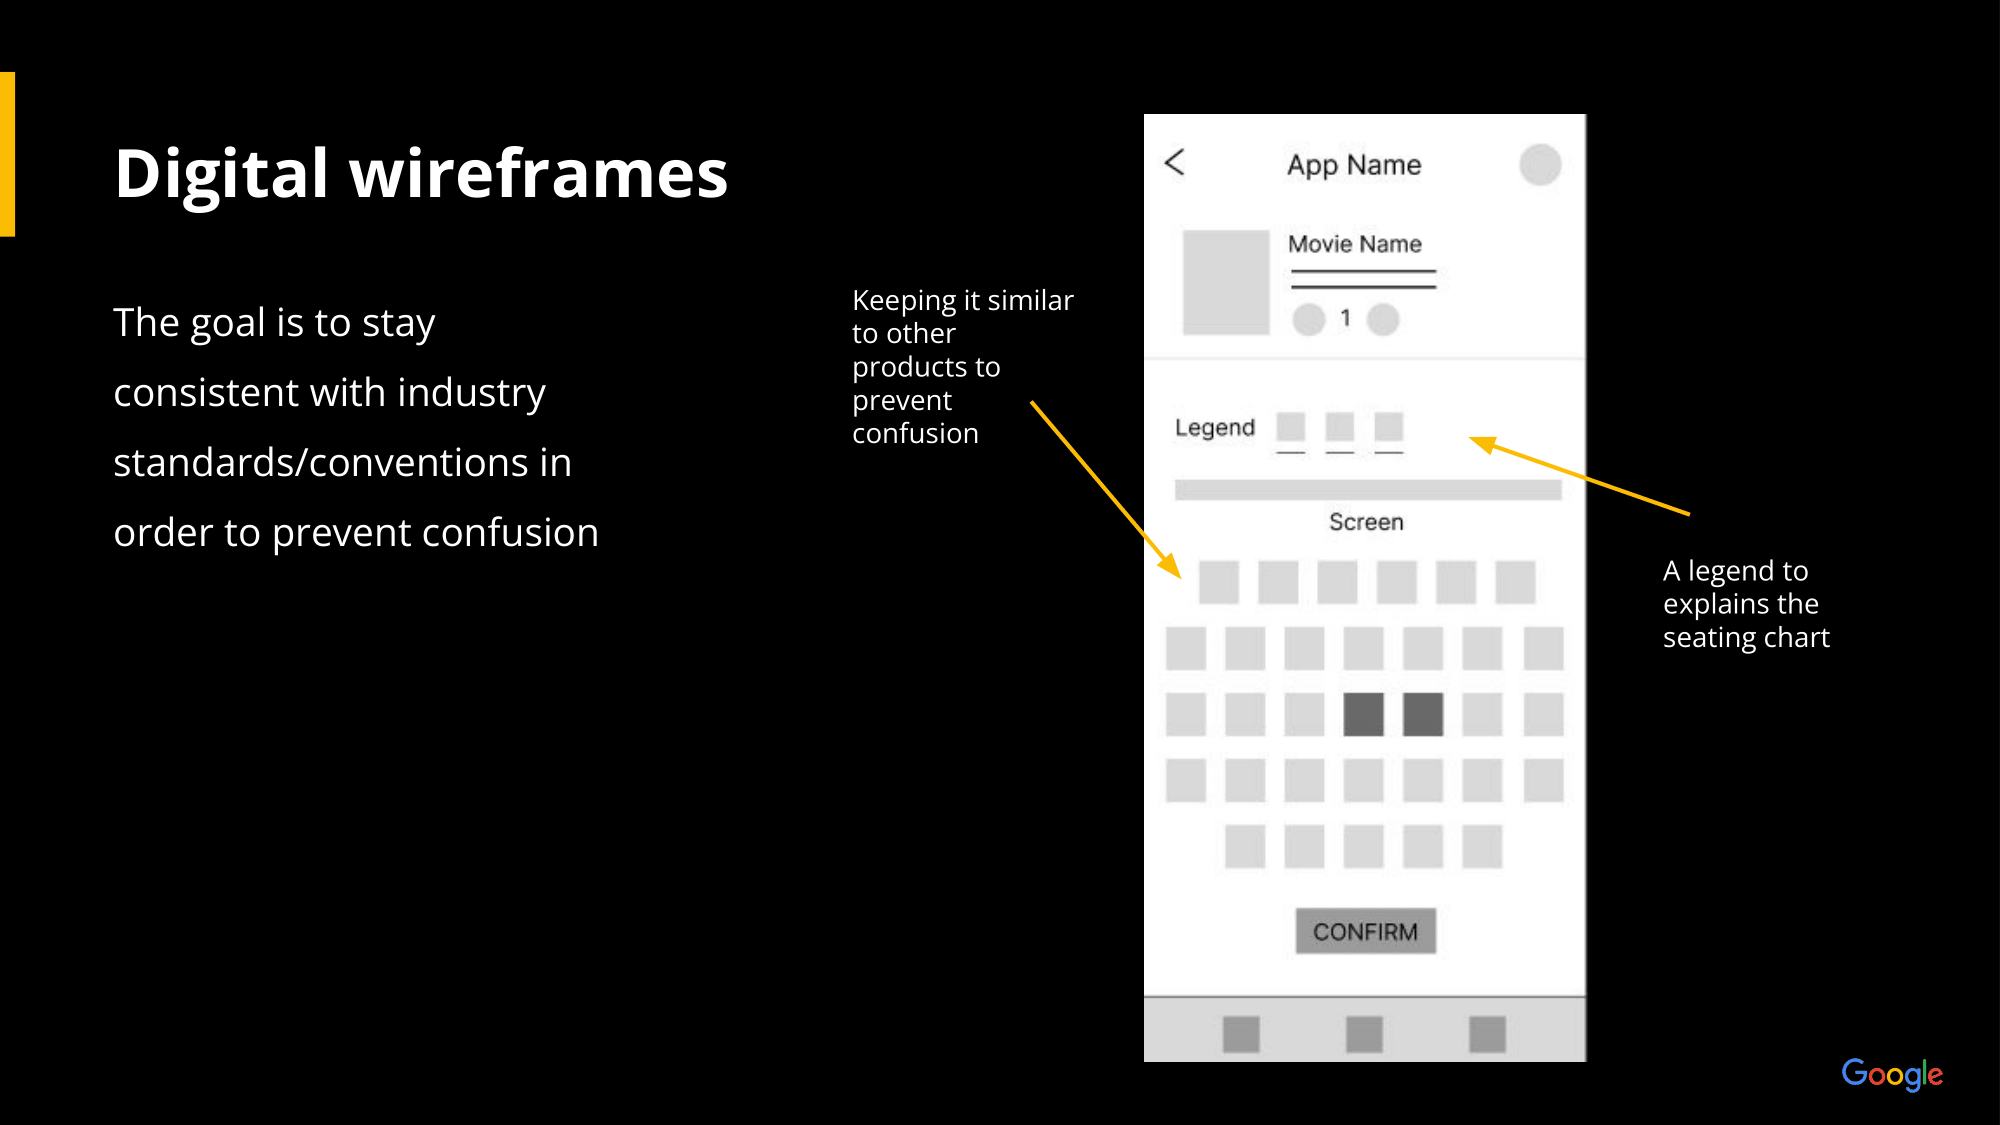 Digital wireframes
The goal is to stay
consistent with industry
standards/conventions in
order to prevent confusion
Keeping it similar
to other
products to
prevent
confusion
App Name
Movie Name
1
Legend
Screen
CONFIRM
A legend to
explains the
seating chart
Google